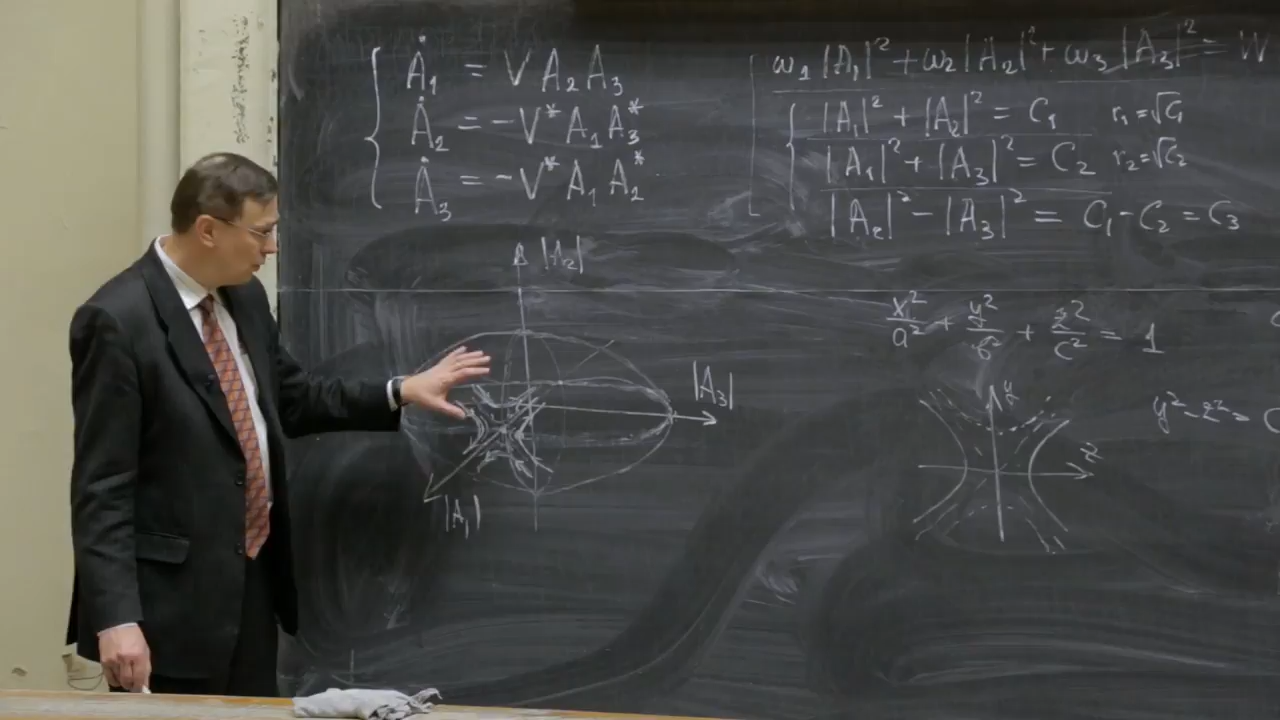 Ȧ₁ = V A₂ A₃
Ȧ₂ = -V* A₁ A₃*
Ȧ₃ = -V* A₁ A₂*
ω₁ |A₁|² + ω₂ |A₂|² + ω₃ |A₃|² = W
|A₁|² + |A₂|² = C₁ r₁ = √C₁
|A₁|² + |A₃|² = C₂ r₂ = √C₂
|A₂|² - |A₃|² = C₁ - C₂ = C₃
|A₂|
|A₃|
|A₁|
x²/a² + y²/b² + z²/c² = 1
y
z
y² - z² = C